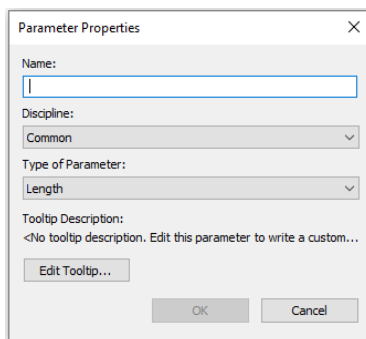 Parameter Properties
Name:
Discipline:
Common
Type of Parameter:
Length
Tooltip Description:
<No tooltip description. Edit this parameter to write a custom...
Edit Tooltip...
OK
Cancel